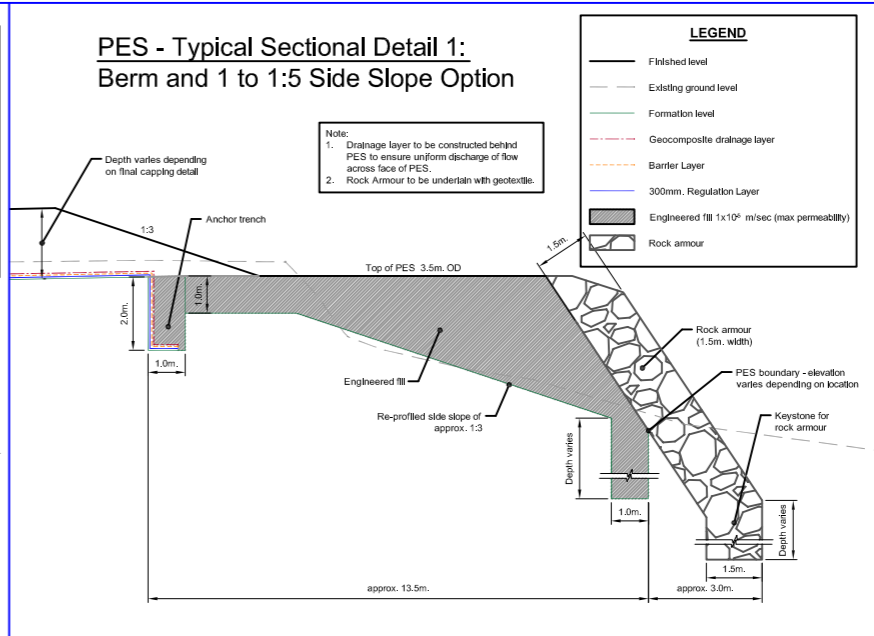 PES - Typical Sectional Detail 1:
Berm and 1 to 1:5 Side Slope Option
LEGEND
Finished level
Existing ground level
Formation level
Geocomposite drainage layer
Barrier Layer
300mm. Regulation Layer
Engineered fill 1x10⁻⁶ m/sec (max permeability)
Rock armour
Note:
1. Drainage layer to be constructed behind
PES to ensure uniform discharge of flow
across face of PES.
2. Rock Armour to be underlain with geotextile.
Depth varies depending
on final capping detail
Anchor trench
1:3
1.5m.
Top of PES 3.5m. OD
2.0m.
1.0m.
1.0m.
Rock armour
(1.5m. width)
PES boundary - elevation
varies depending on location
Engineered fill
Re-profiled side slope of
approx. 1:3
Keystone for
rock armour
Depth varies
Depth varies
1.0m.
1.5m.
approx. 13.5m.
approx. 3.0m.